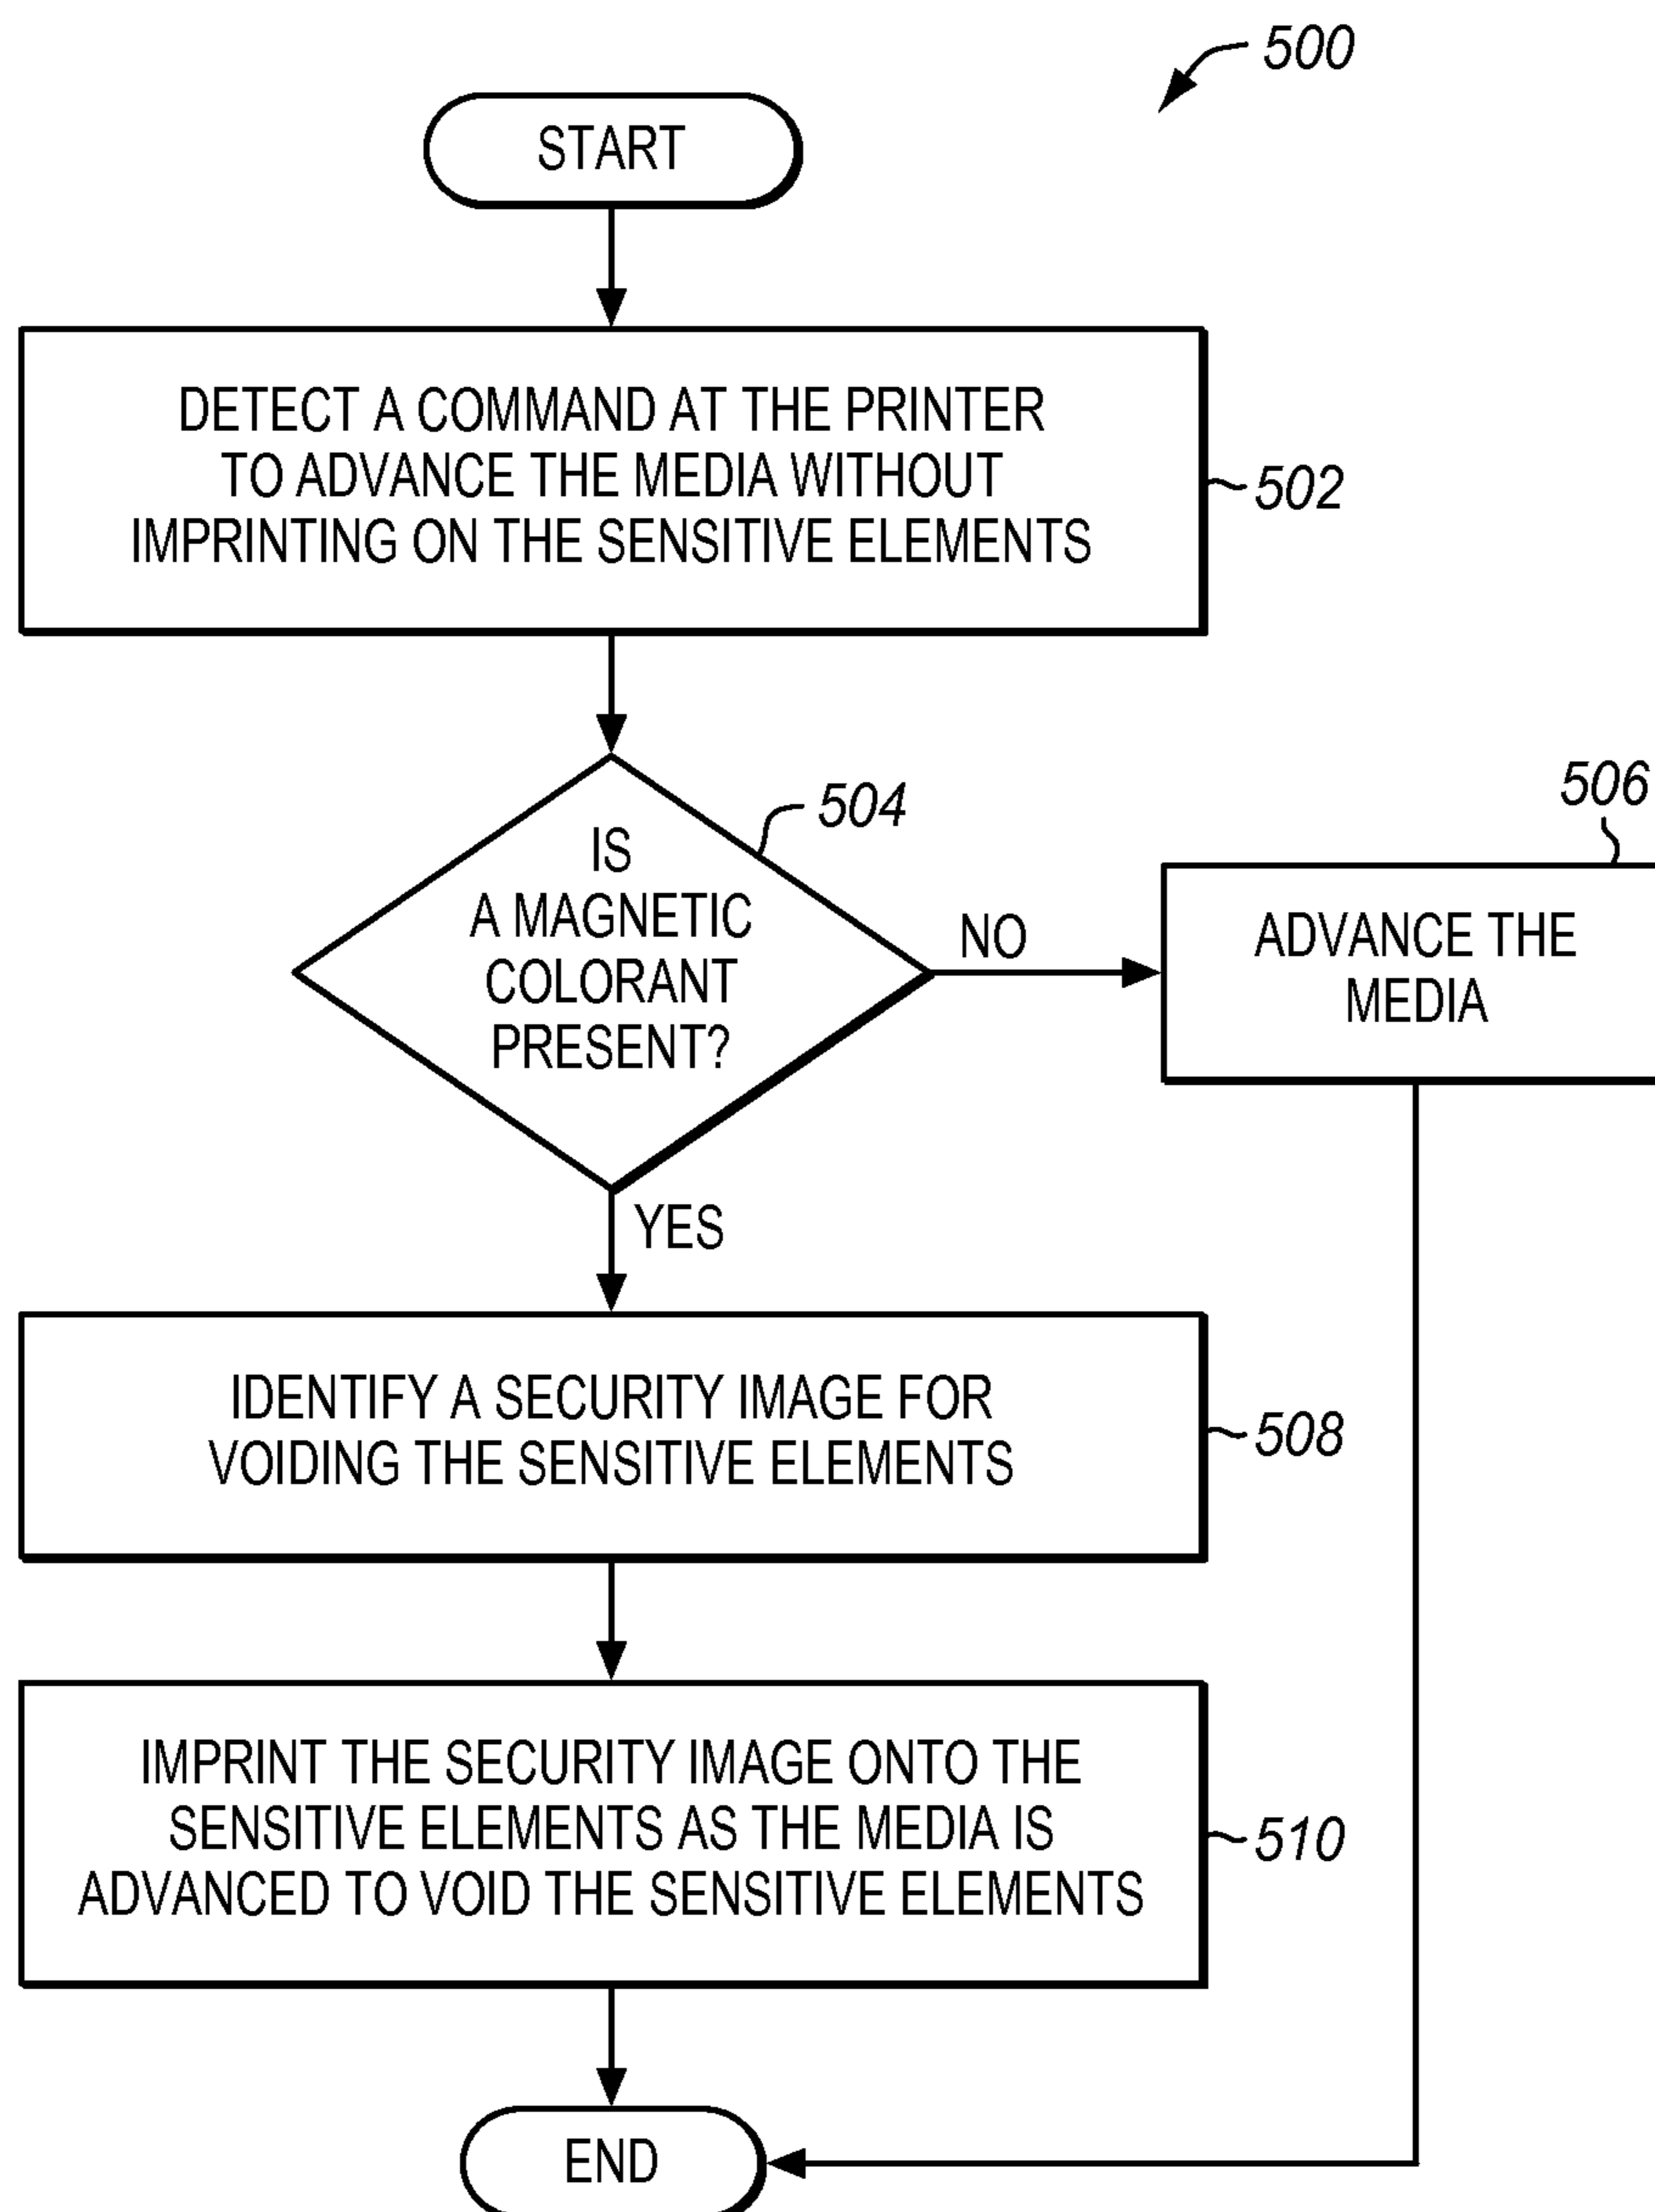 500
START
DETECT A COMMAND AT THE PRINTER
TO ADVANCE THE MEDIA WITHOUT
IMPRINTING ON THE SENSITIVE ELEMENTS
502
504
IS
A MAGNETIC
COLORANT
PRESENT?
NO
506
ADVANCE THE
MEDIA
YES
IDENTIFY A SECURITY IMAGE FOR
VOIDING THE SENSITIVE ELEMENTS
508
IMPRINT THE SECURITY IMAGE ONTO THE
SENSITIVE ELEMENTS AS THE MEDIA IS
ADVANCED TO VOID THE SENSITIVE ELEMENTS
510
END